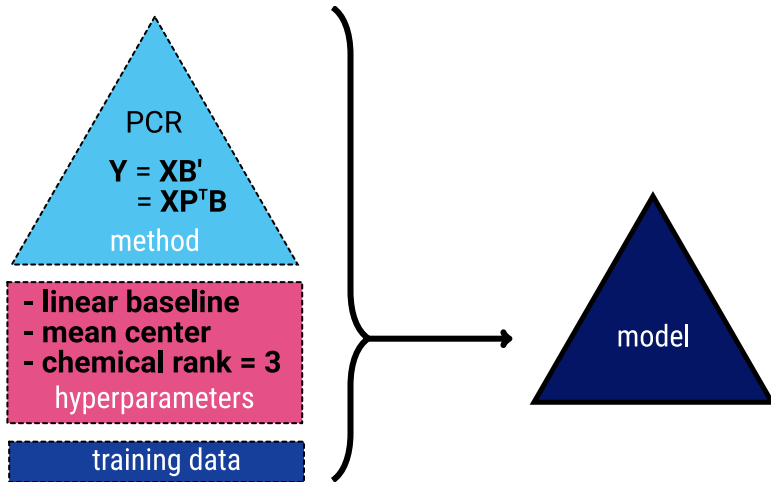 PCR
Y = XB'
= XPᵀB
method
- linear baseline
- mean center
- chemical rank = 3
hyperparameters
training data
model